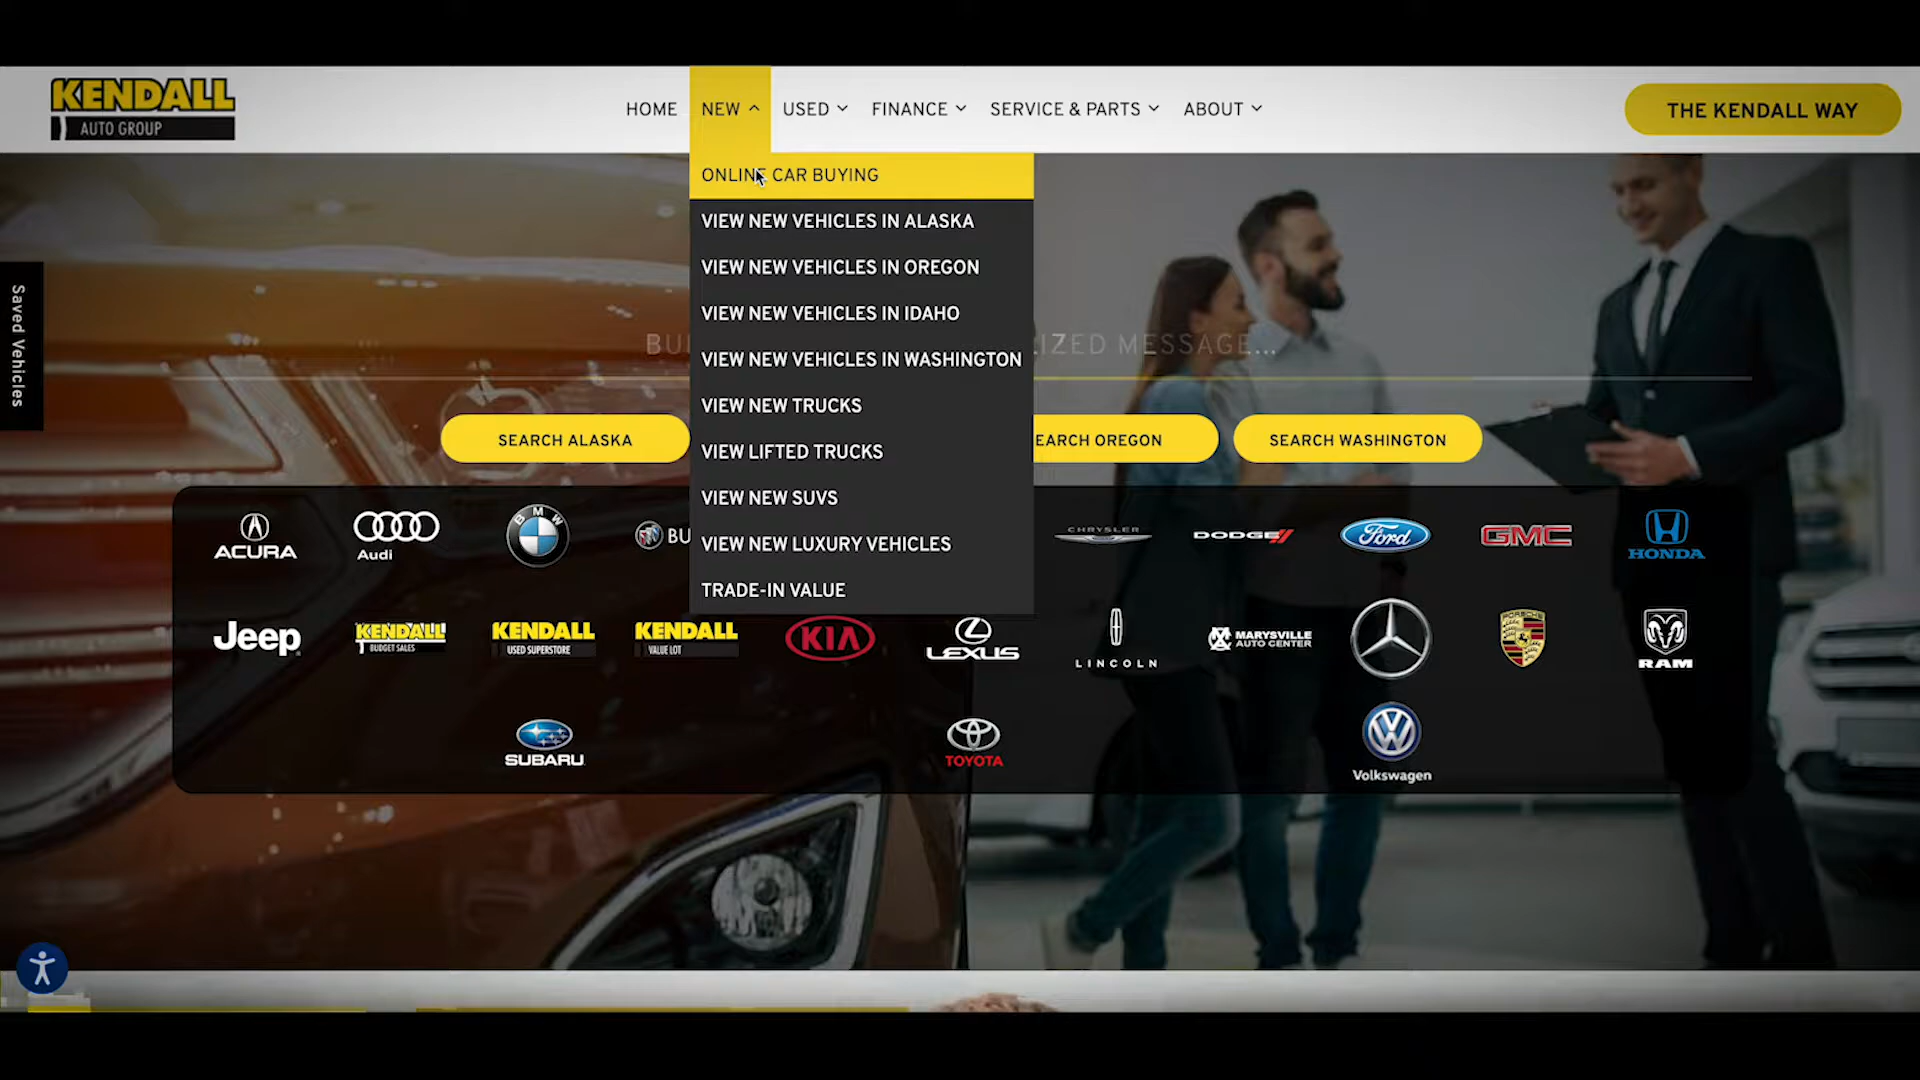 KENDALL
AUTO GROUP
HOME
NEW
USED
FINANCE
SERVICE & PARTS
ABOUT
THE KENDALL WAY
ONLINE CAR BUYING
VIEW NEW VEHICLES IN ALASKA
VIEW NEW VEHICLES IN OREGON
VIEW NEW VEHICLES IN IDAHO
VIEW NEW VEHICLES IN WASHINGTON
VIEW NEW TRUCKS
VIEW LIFTED TRUCKS
VIEW NEW SUVS
VIEW NEW LUXURY VEHICLES
TRADE-IN VALUE
Saved Vehicles
MESSAGE...
SEARCH ALASKA
EARCH OREGON
SEARCH WASHINGTON
ACURA
Audi
BMW
BU
CHRYSLER
DODGE
Ford
GMC
HONDA
Jeep
KENDALL
BUDGET SALES
KENDALL
USED SUPERSTORE
KENDALL
VALUE LOT
KIA
LEXUS
LINCOLN
MARYSVILLE
AUTO CENTER
PORSCHE
RAM
SUBARU
TOYOTA
Volkswagen